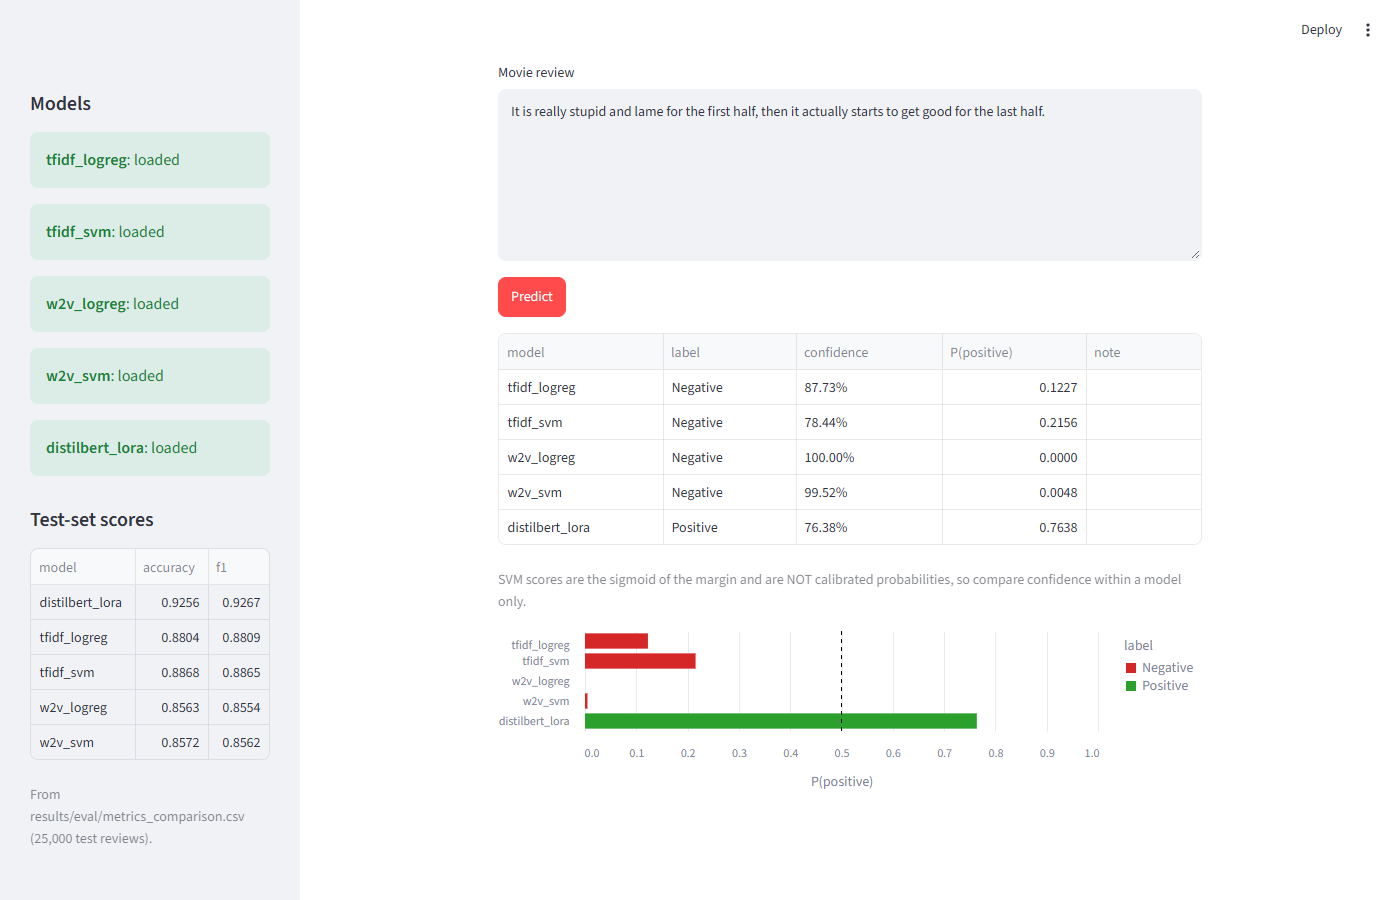 Deploy
Models
tfidf_logreg: loaded
tfidf_svm: loaded
w2v_logreg: loaded
w2v_svm: loaded
distilbert_lora: loaded
Test-set scores
model accuracy f1
distilbert_lora 0.9256 0.9267
tfidf_logreg 0.8804 0.8809
tfidf_svm 0.8868 0.8865
w2v_logreg 0.8563 0.8554
w2v_svm 0.8572 0.8562
From
results/eval/metrics_comparison.csv
(25,000 test reviews).
Movie review
It is really stupid and lame for the first half, then it actually starts to get good for the last half.
Predict
model label confidence P(positive) note
tfidf_logreg Negative 87.73% 0.1227
tfidf_svm Negative 78.44% 0.2156
w2v_logreg Negative 100.00% 0.0000
w2v_svm Negative 99.52% 0.0048
distilbert_lora Positive 76.38% 0.7638
SVM scores are the sigmoid of the margin and are NOT calibrated probabilities, so compare confidence within a model
only.
tfidf_logreg
tfidf_svm
w2v_logreg
w2v_svm
distilbert_lora
0.0 0.1 0.2 0.3 0.4 0.5 0.6 0.7 0.8 0.9 1.0
P(positive)
label
Negative
Positive